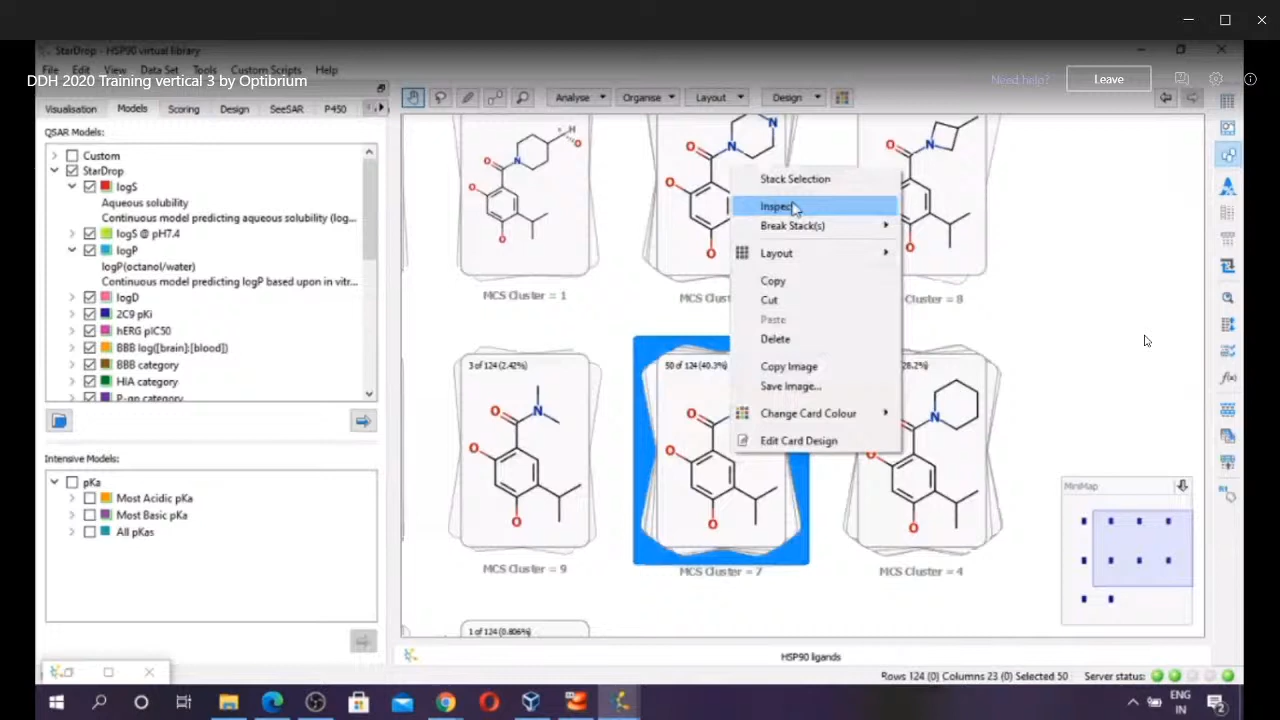 StarDrop - HSP90 virtual library
File Edit View Data Set Tools Custom Scripts Help
DDH 2020 Training vertical 3 by Optibrium
Need help?
Leave
Visualisation Models Scoring Design SeeSAR P450
Analyse Organise Layout Design
QSAR Models:
Custom
StarDrop
logS
Aqueous solubility
Continuous model predicting aqueous solubility (log...
logS @ pH7.4
logP
logP(octanol/water)
Continuous model predicting logP based upon in vitr...
logD
2C9 pKi
hERG pIC50
BBB log([brain]:[blood])
BBB category
HIA category
P-gp category
Intensive Models:
pKa
Most Acidic pKa
Most Basic pKa
All pKas
H
O
N
O
O
O
O
N
N
O
O
O
N
O
MCS Cluster = 1
MCS Clust
Cluster = 8
Stack Selection
Inspect
Break Stack(s)
Layout
Copy
Cut
Paste
Delete
Copy Image
Save Image...
Change Card Colour
Edit Card Design
3 of 124 (2.42%)
50 of 124 (40.3%)
O
N
O
O
O
O
O
N
O
O
MCS Cluster = 9
MCS Cluster = 7
MCS Cluster = 4
1 of 124 (0.806%)
MiniMap
HSP90 ligands
Rows 124 (0) Columns 23 (0) Selected 50 Server status:
f(x)
ENG
IN
2